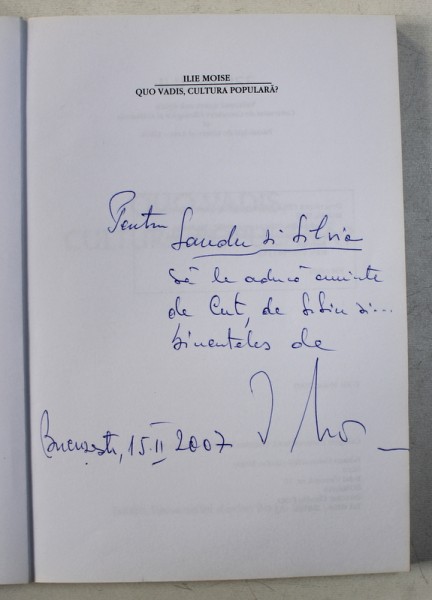 ILIE MOISE
QUO VADIS, CULTURA POPULARĂ?
Pentru Sandu și Silvia
să le aducă aminte
de Cut, de Sibiu și...
binențeles de
București, 15 II 2007